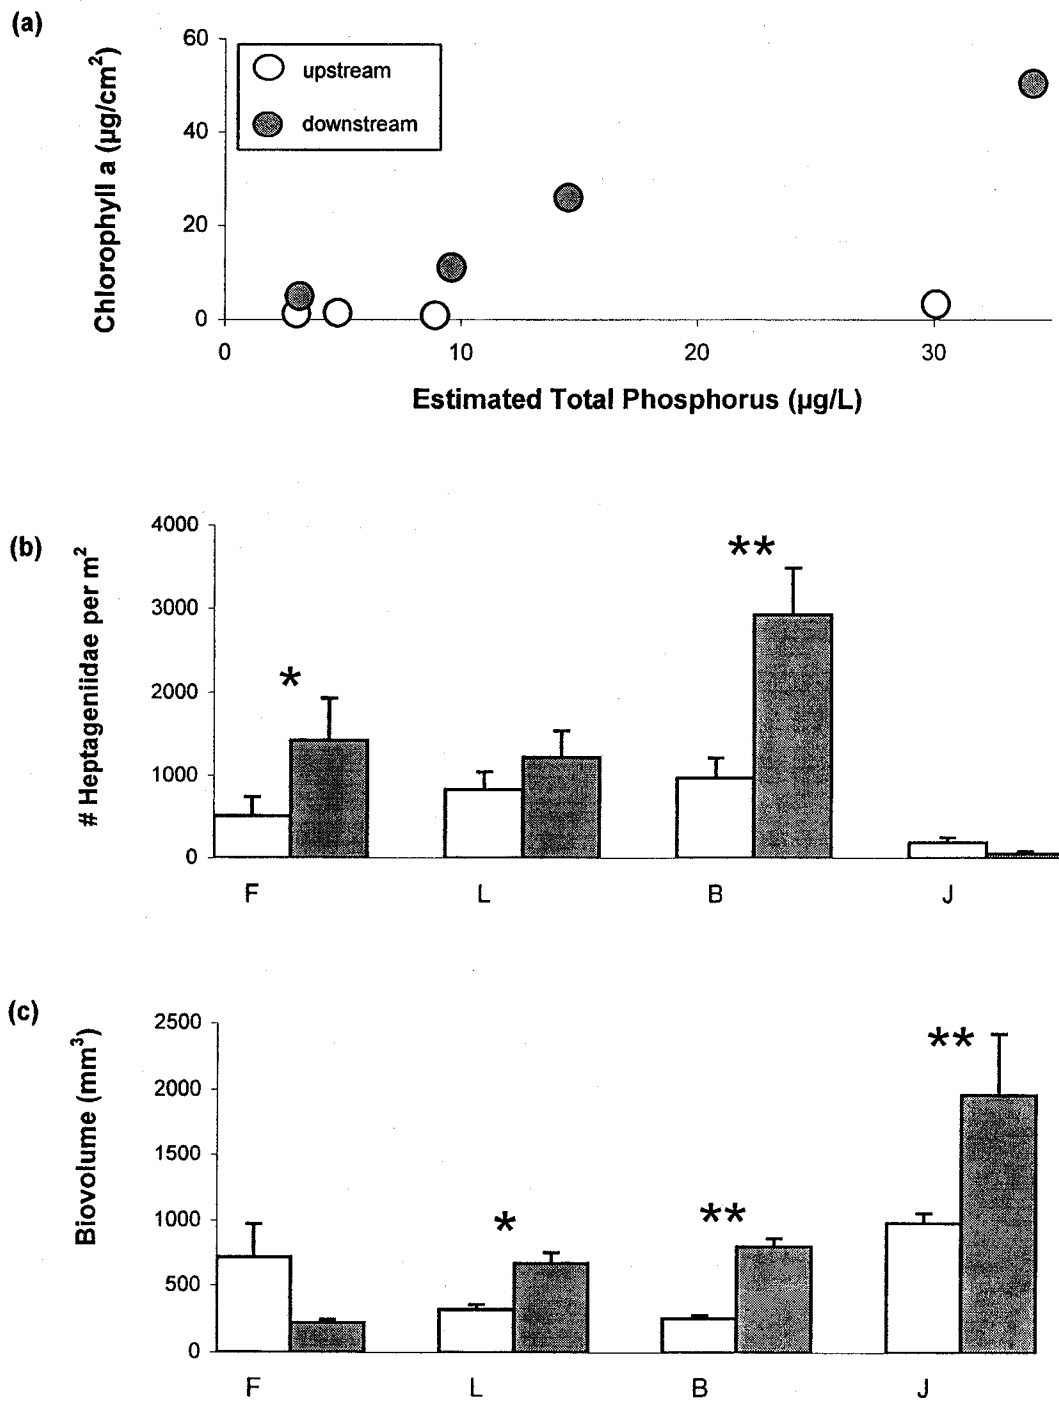 (a)
Chlorophyll a (µg/cm²)
60
40
20
0
upstream
downstream
0 10 20 30
Estimated Total Phosphorus (µg/L)
(b)
# Heptageniidae per m²
4000
3000
2000
1000
0
*
**
F L B J
(c)
Biovolume (mm³)
2500
2000
1500
1000
500
0
*
**
**
F L B J